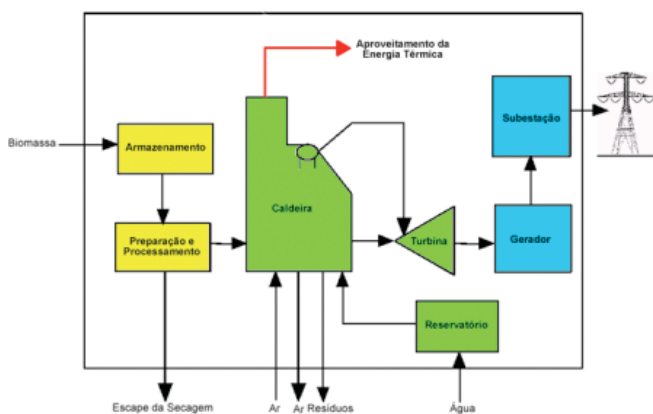 Aproveitamento da
Energia Térmica
Biomassa
Armazenamento
Subestação
Caldeira
Preparação e
Processamento
Turbina
Gerador
Reservatório
Escape da Secagem
Ar
Ar
Resíduos
Água